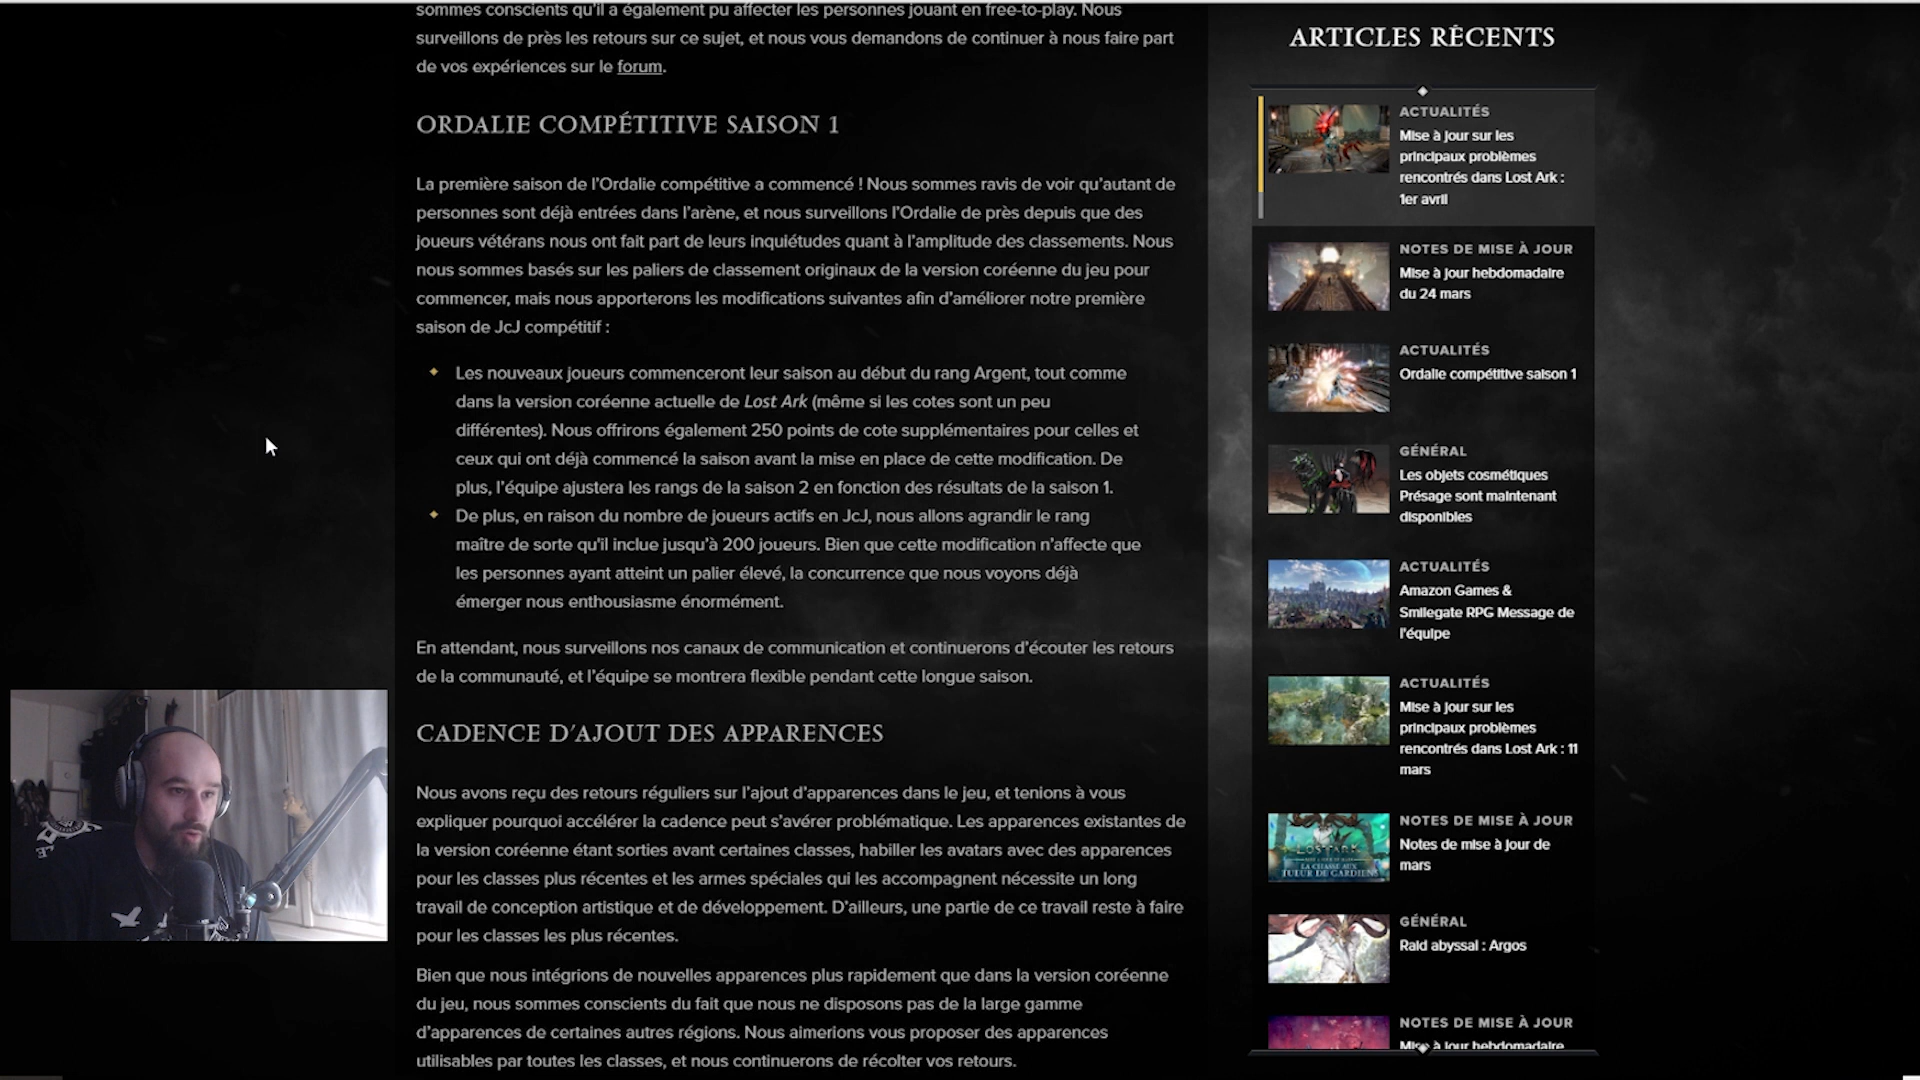 sommes conscients qu'il a également pu affecter les personnes jouant en free-to-play. Nous
surveillons de près les retours sur ce sujet, et nous vous demandons de continuer à nous faire part
de vos expériences sur le forum.
ORDALIE COMPÉTITIVE SAISON 1
La première saison de l'Ordalie compétitive a commencé ! Nous sommes ravis de voir qu'autant de
personnes sont déjà entrées dans l'arène, et nous surveillons l'Ordalie de près depuis que des
joueurs vétérans nous ont fait part de leurs inquiétudes quant à l'amplitude des classements. Nous
nous sommes basés sur les paliers de classement originaux de la version coréenne du jeu pour
commencer, mais nous apporterons les modifications suivantes afin d'améliorer notre première
saison de JcJ compétitif :
Les nouveaux joueurs commenceront leur saison au début du rang Argent, tout comme
dans la version coréenne actuelle de Lost Ark (même si les cotes sont un peu
différentes). Nous offrirons également 250 points de cote supplémentaires pour celles et
ceux qui ont déjà commencé la saison avant la mise en place de cette modification. De
plus, l'équipe ajustera les rangs de la saison 2 en fonction des résultats de la saison 1.
De plus, en raison du nombre de joueurs actifs en JcJ, nous allons agrandir le rang
maître de sorte qu'il inclue jusqu'à 200 joueurs. Bien que cette modification n'affecte que
les personnes ayant atteint un palier élevé, la concurrence que nous voyons déjà
émerger nous enthousiasme énormément.
En attendant, nous surveillons nos canaux de communication et continuerons d'écouter les retours
de la communauté, et l'équipe se montrera flexible pendant cette longue saison.
CADENCE D'AJOUT DES APPARENCES
Nous avons reçu des retours réguliers sur l'ajout d'apparences dans le jeu, et tenions à vous
expliquer pourquoi accélérer la cadence peut s'avérer problématique. Les apparences existantes de
la version coréenne étant sorties avant certaines classes, habiller les avatars avec des apparences
pour les classes plus récentes et les armes spéciales qui les accompagnent nécessite un long
travail de conception artistique et de développement. D'ailleurs, une partie de ce travail reste à faire
pour les classes les plus récentes.
Bien que nous intégrions de nouvelles apparences plus rapidement que dans la version coréenne
du jeu, nous sommes conscients du fait que nous ne disposons pas de la large gamme
d'apparences de certaines autres régions. Nous aimerions vous proposer des apparences
utilisables par toutes les classes, et nous continuerons de récolter vos retours.
ARTICLES RÉCENTS
ACTUALITÉS
Mise à jour sur les
principaux problèmes
rencontrés dans Lost Ark :
1er avril
NOTES DE MISE À JOUR
Mise à jour hebdomadaire
du 24 mars
ACTUALITÉS
Ordalie compétitive saison 1
GÉNÉRAL
Les objets cosmétiques
Présage sont maintenant
disponibles
ACTUALITÉS
Amazon Games &
Smilegate RPG Message de
l'équipe
ACTUALITÉS
Mise à jour sur les
principaux problèmes
rencontrés dans Lost Ark : 11
mars
LOST ARK
LA CHASSE AUX
TUEUR DE GARDIENS
NOTES DE MISE À JOUR
Notes de mise à jour de
mars
GÉNÉRAL
Raid abyssal : Argos
NOTES DE MISE À JOUR
Mise à jour hebdomadaire